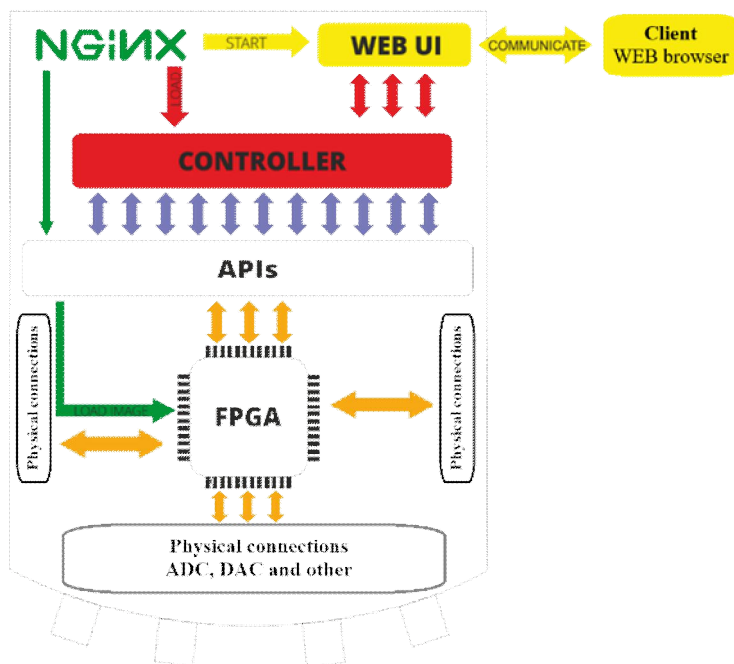 NGiNX
START
WEB UI
COMMUNICATE
Client
WEB browser
LOAD
CONTROLLER
APIs
Physical connections
LOAD IMAGE
FPGA
Physical connections
Physical connections
ADC, DAC and other